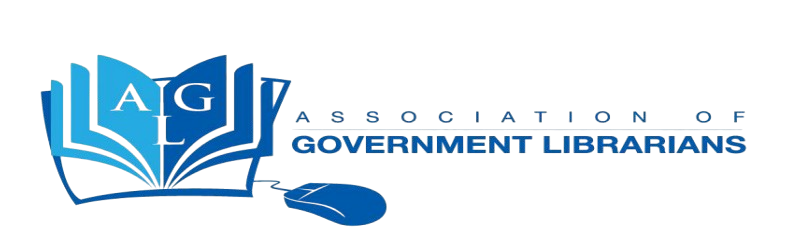 A G
L
ASSOCIATION OF
GOVERNMENT LIBRARIANS